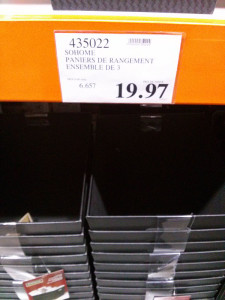 435022
SOHOME
PANIERS DE RANGEMENT
ENSEMBLE DE 3
6.657
19.97